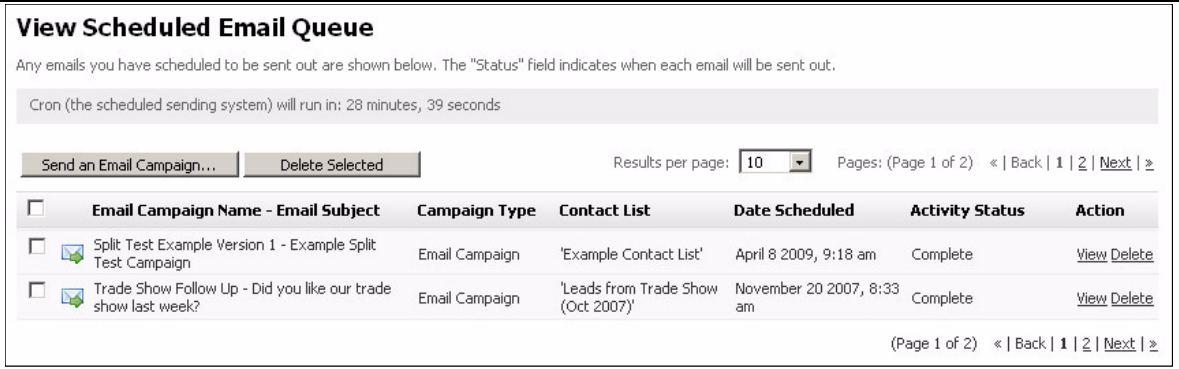 View Scheduled Email Queue
Any emails you have scheduled to be sent out are shown below. The "Status" field indicates when each email will be sent out.
Cron (the scheduled sending system) will run in: 28 minutes, 39 seconds
Send an Email Campaign... Delete Selected Results per page: 10 Pages: (Page 1 of 2) « | Back | 1 | 2 | Next | »
Email Campaign Name - Email Subject Campaign Type Contact List Date Scheduled Activity Status Action
Split Test Example Version 1 - Example Split
Test Campaign Email Campaign 'Example Contact List' April 8 2009, 9:18 am Complete View Delete
Trade Show Follow Up - Did you like our trade 'Leads from Trade Show November 20 2007, 8:33
show last week? Email Campaign (Oct 2007)' am Complete View Delete
(Page 1 of 2) « | Back | 1 | 2 | Next | »